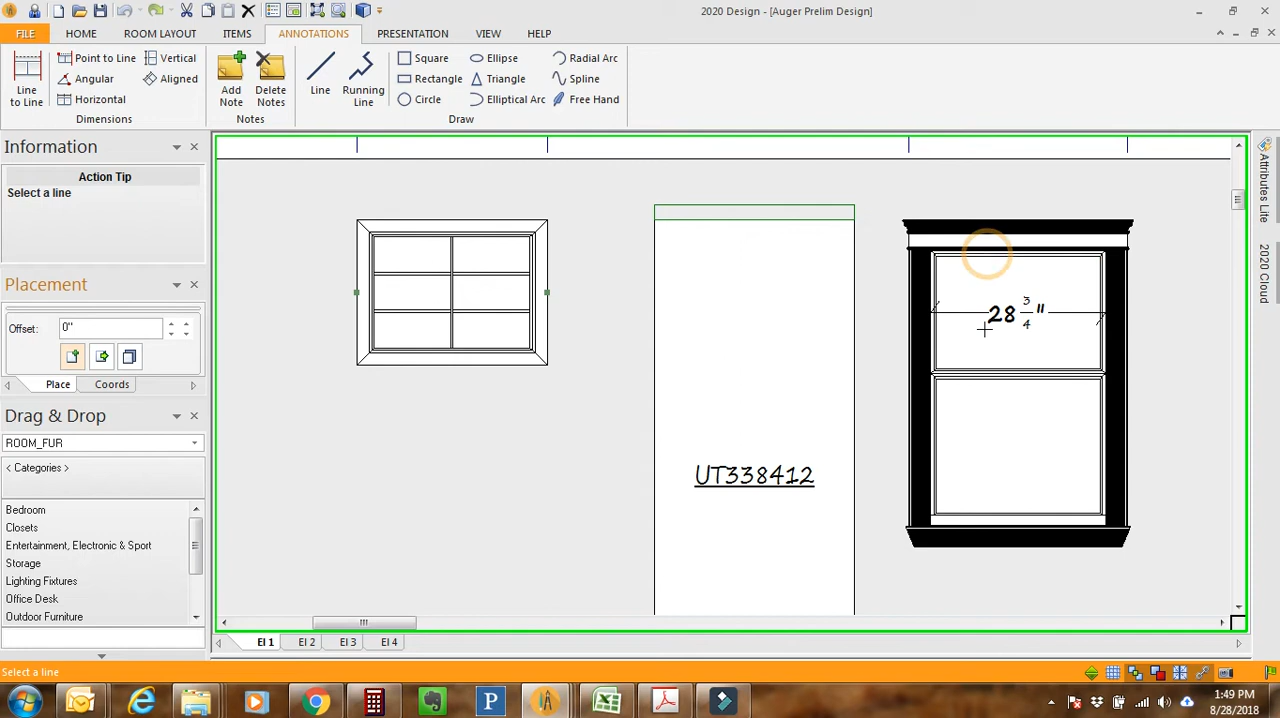 2020 Design - [Auger Prelim Design]
FILE HOME ROOM LAYOUT ITEMS ANNOTATIONS PRESENTATION VIEW HELP
Line to Line
Point to Line
Angular
Horizontal
Vertical
Aligned
Dimensions
Add Note
Delete Notes
Notes
Line
Running Line
Square
Rectangle
Circle
Ellipse
Triangle
Elliptical Arc
Radial Arc
Spline
Free Hand
Draw
Information
Action Tip
Select a line
Placement
Offset: 0"
Place Coords
Drag & Drop
ROOM_FUR
< Categories >
Bedroom
Closets
Entertainment, Electronic & Sport
Storage
Lighting Fixtures
Office Desk
Outdoor Furniture
28 3/4"
UT338412
Attributes Life
2020 Cloud
El 1 El 2 El 3 El 4
Select a line
1:49 PM
8/28/2018